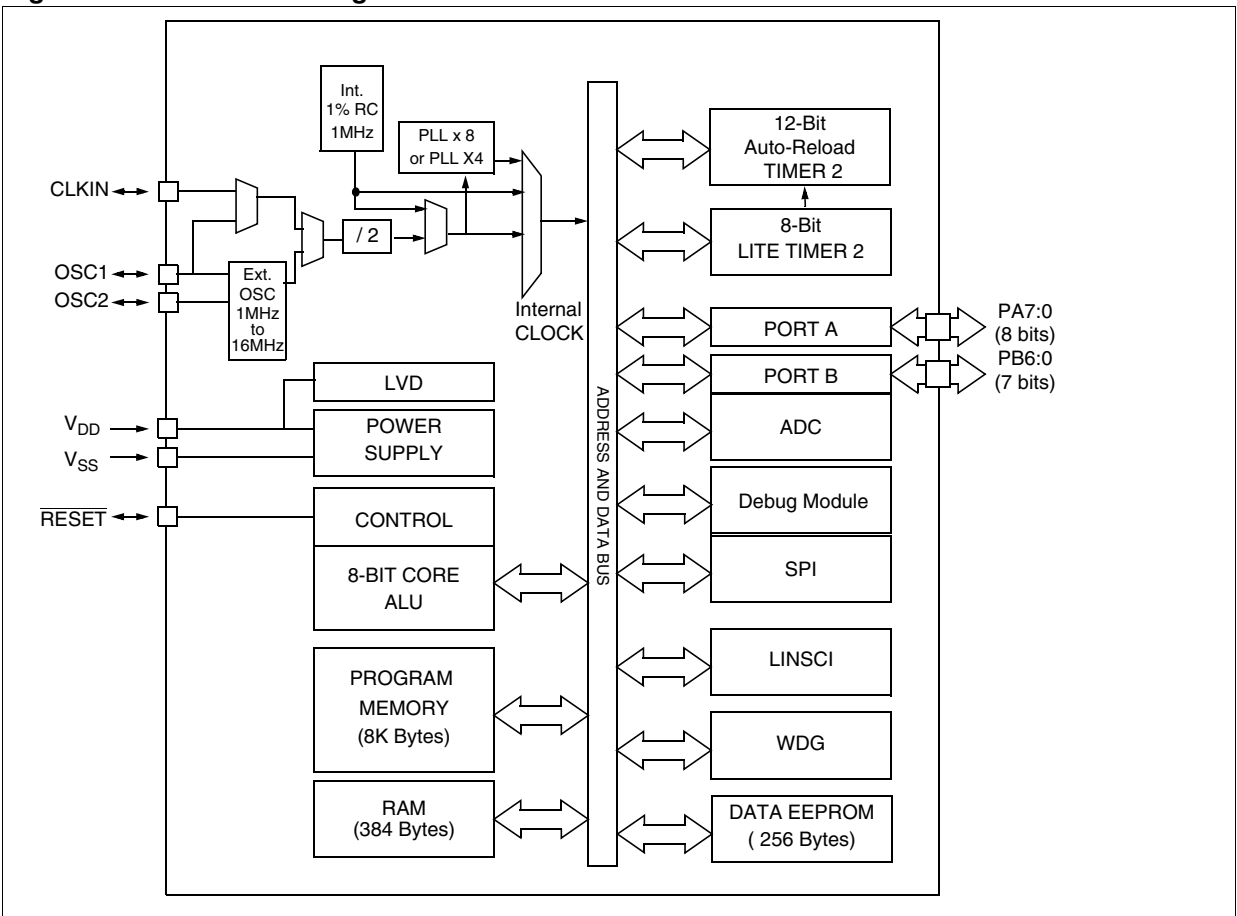 Int.
1% RC
1MHz
PLL x 8
or PLL X4
CLKIN
/ 2
OSC1
OSC2
Ext.
OSC
1MHz
to
16MHz
Internal
CLOCK
LVD
VDD
VSS
POWER
SUPPLY
RESET
CONTROL
8-BIT CORE
ALU
PROGRAM
MEMORY
(8K Bytes)
RAM
(384 Bytes)
ADDRESS AND DATA BUS
12-Bit
Auto-Reload
TIMER 2
8-Bit
LITE TIMER 2
PORT A
PA7:0
(8 bits)
PORT B
PB6:0
(7 bits)
ADC
Debug Module
SPI
LINSCI
WDG
DATA EEPROM
( 256 Bytes)